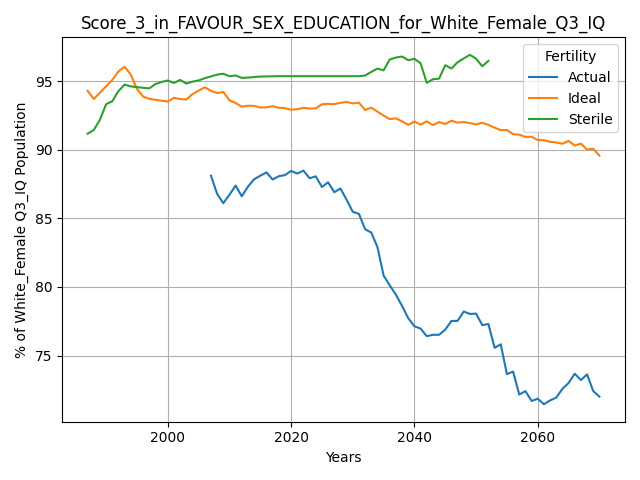 Score_3_in_FAVOUR_SEX_EDUCATION_for_White_Female_Q3_IQ
Fertility
Actual
Ideal
Sterile
% of White_Female Q3_IQ Population
95
90
85
80
75
2000
2020
2040
2060
Years